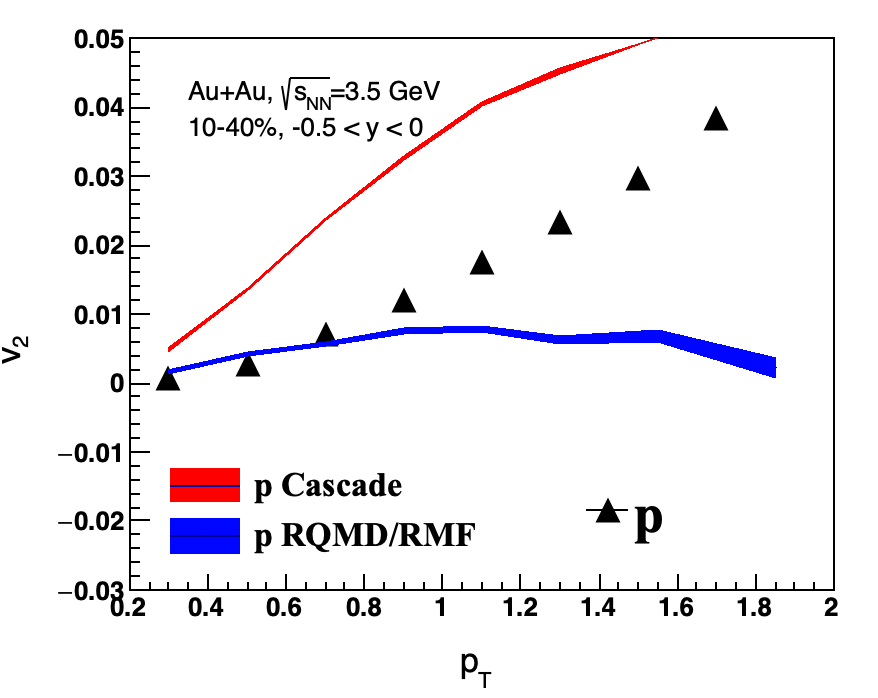 0.05
0.04
0.03
0.02
0.01
0
−0.01
−0.02
−0.03
v2
Au+Au, √sNN=3.5 GeV
10-40%, -0.5 < y < 0
p Cascade
p RQMD/RMF
p
0.2 0.4 0.6 0.8 1 1.2 1.4 1.6 1.8 2
pT